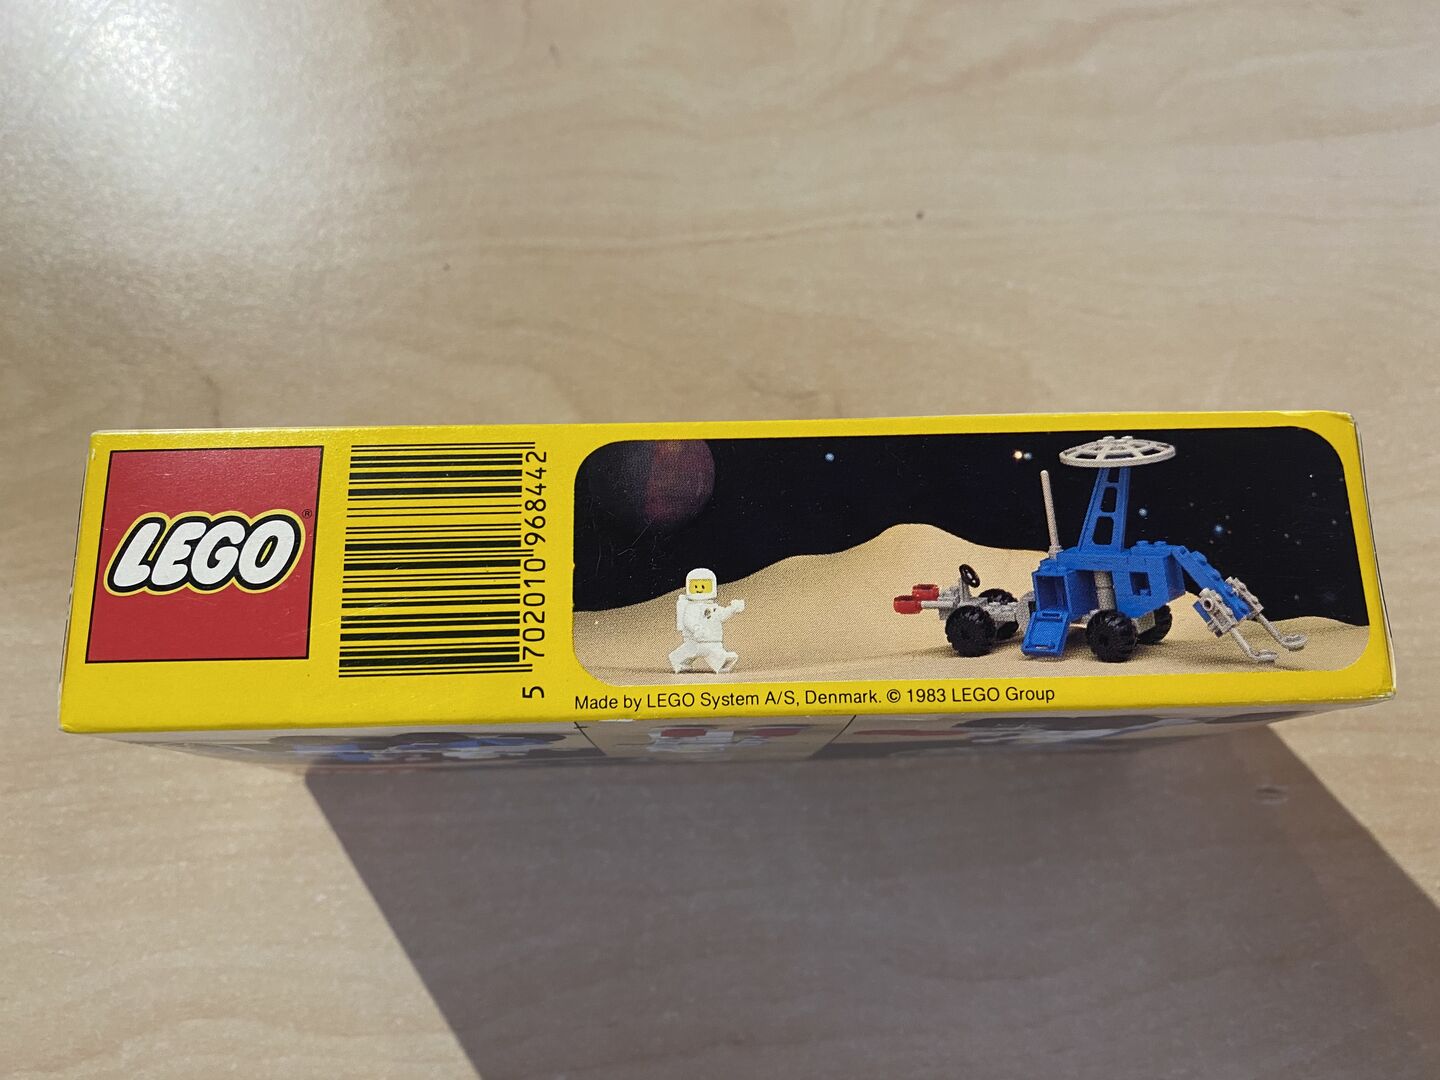 LEGO®
5 702010 968442
Made by LEGO System A/S, Denmark. © 1983 LEGO Group